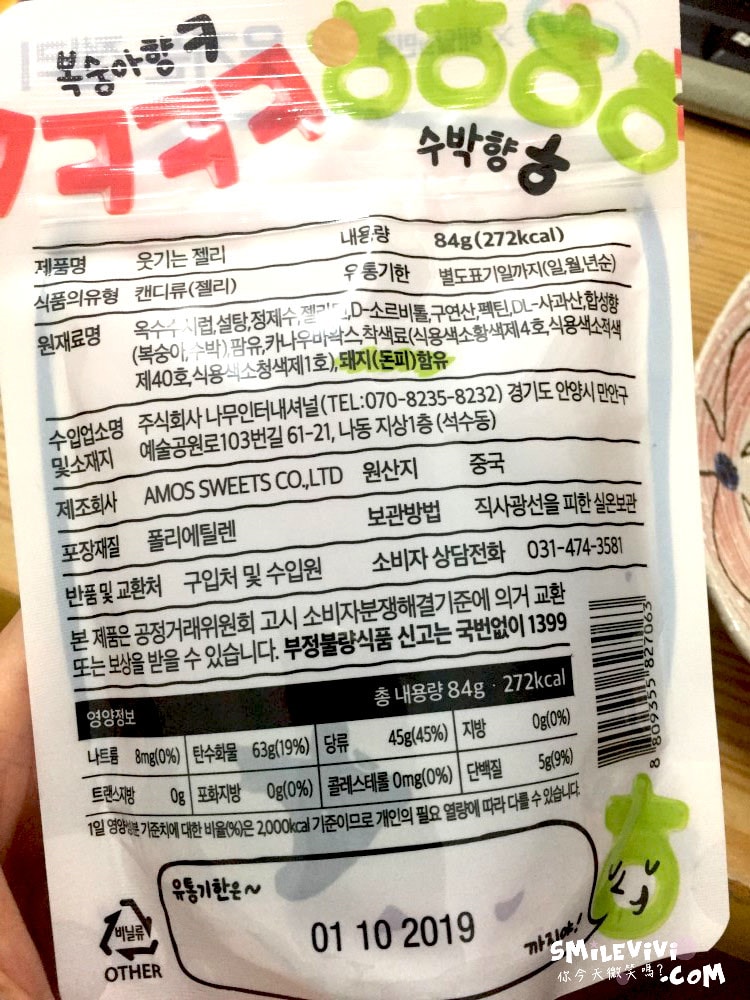 복숭아향 ㅋ
ㅋㅋㅋㅋ
ㅎㅎㅎㅎ
수박향 ㅎ
제품명 웃기는 젤리 내용량 84g(272kcal)
식품의유형 캔디류(젤리) 유통기한 별도표기일까지(일,월,년순)
원재료명 옥수수시럽,설탕,정제수,젤라틴,D-소르비톨,구연산,펙틴,DL-사과산,합성향
(복숭아,수박),팜유,카나우바왁스,착색료(식용색소황색제4호,식용색소적색
제40호,식용색소청색제1호),돼지(돈피)함유
수입업소명 및소재지 주식회사 나무인터내셔널(TEL:070-8235-8232) 경기도 안양시 만안구
예술공원로103번길 61-21, 나동 지상1층 (석수동)
제조회사 AMOS SWEETS CO.,LTD 원산지 중국
포장재질 폴리에틸렌 보관방법 직사광선을 피한 실온보관
반품 및 교환처 구입처 및 수입원 소비자 상담전화 031-474-3581
본 제품은 공정거래위원회 고시 소비자분쟁해결기준에 의거 교환
또는 보상을 받을 수 있습니다. 부정불량식품 신고는 국번없이 1399
영양정보 총 내용량 84g · 272kcal
나트륨 8mg(0%) 탄수화물 63g(19%) 당류 45g(45%) 지방 0g(0%)
트랜스지방 0g 포화지방 0g(0%) 콜레스테롤 0mg(0%) 단백질 5g(9%)
1일 영양성분 기준치에 대한 비율(%)은 2,000kcal 기준이므로 개인의 필요 열량에 따라 다를 수 있습니다.
8 809355 827063
유통기한은~
01 10 2019
까지야!
비닐류
OTHER
SMILEVIVI
你今天微笑嗎?
.COM